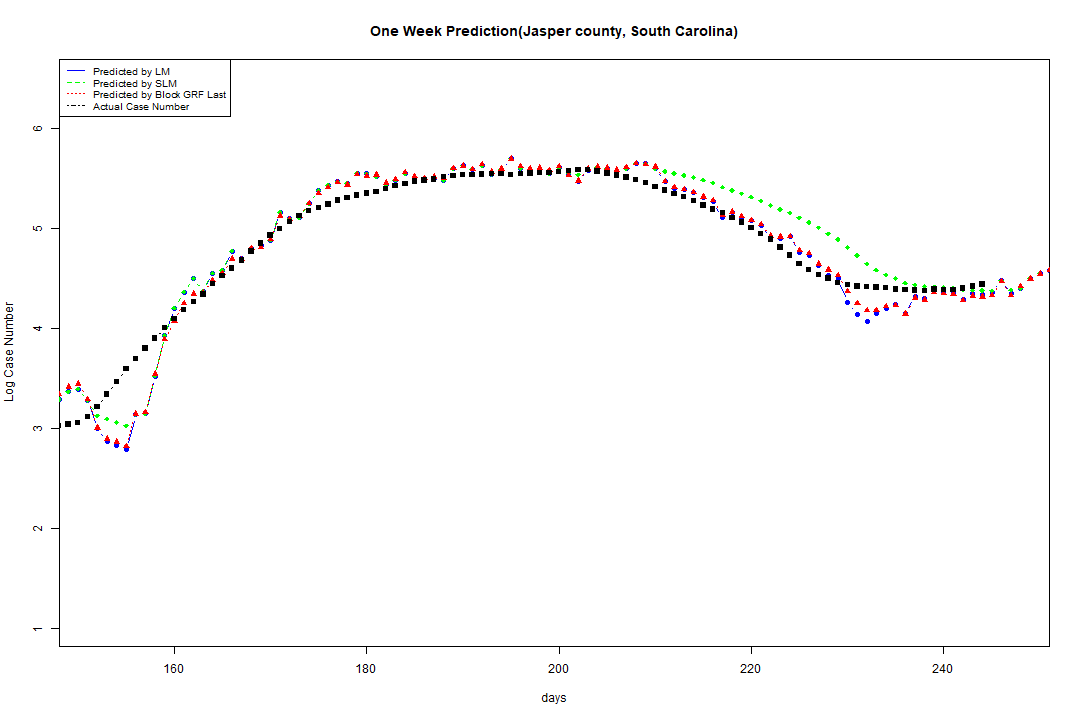 One Week Prediction(Jasper county, South Carolina)
Predicted by LM
Predicted by SLM
Predicted by Block GRF Last
Actual Case Number
6
5
4
3
2
1
Log Case Number
160 180 200 220 240
days